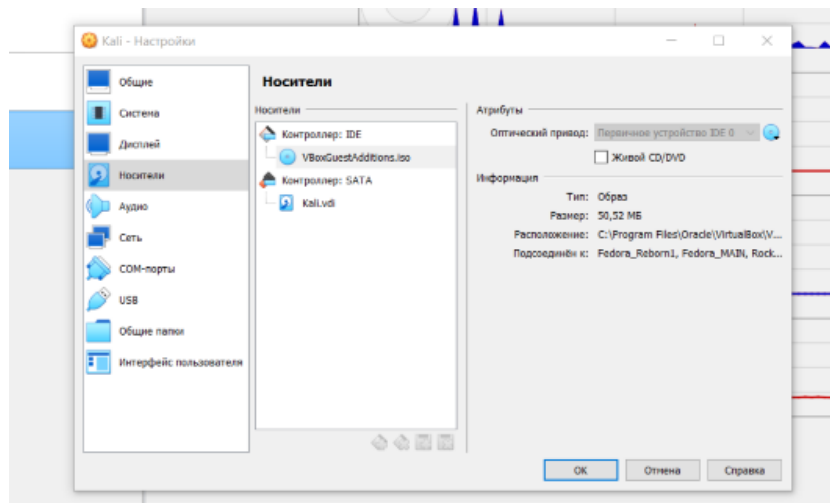 Kali - Настройки
Общие
Система
Дисплей
Носители
Аудио
Сеть
COM-порты
USB
Общие папки
Интерфейс пользователя
Носители
Носители
Контроллер: IDE
VBoxGuestAdditions.iso
Контроллер: SATA
Kali.vdi
Атрибуты
Оптический привод: Первичное устройство IDE 0
Живой CD/DVD
Информация
Тип: Образ
Размер: 50,52 МБ
Расположение: C:\Program Files\Oracle\VirtualBox\V...
Подсоединён к: Fedora_Reborn1, Fedora_MAIN, Rock...
OK
Отмена
Справка